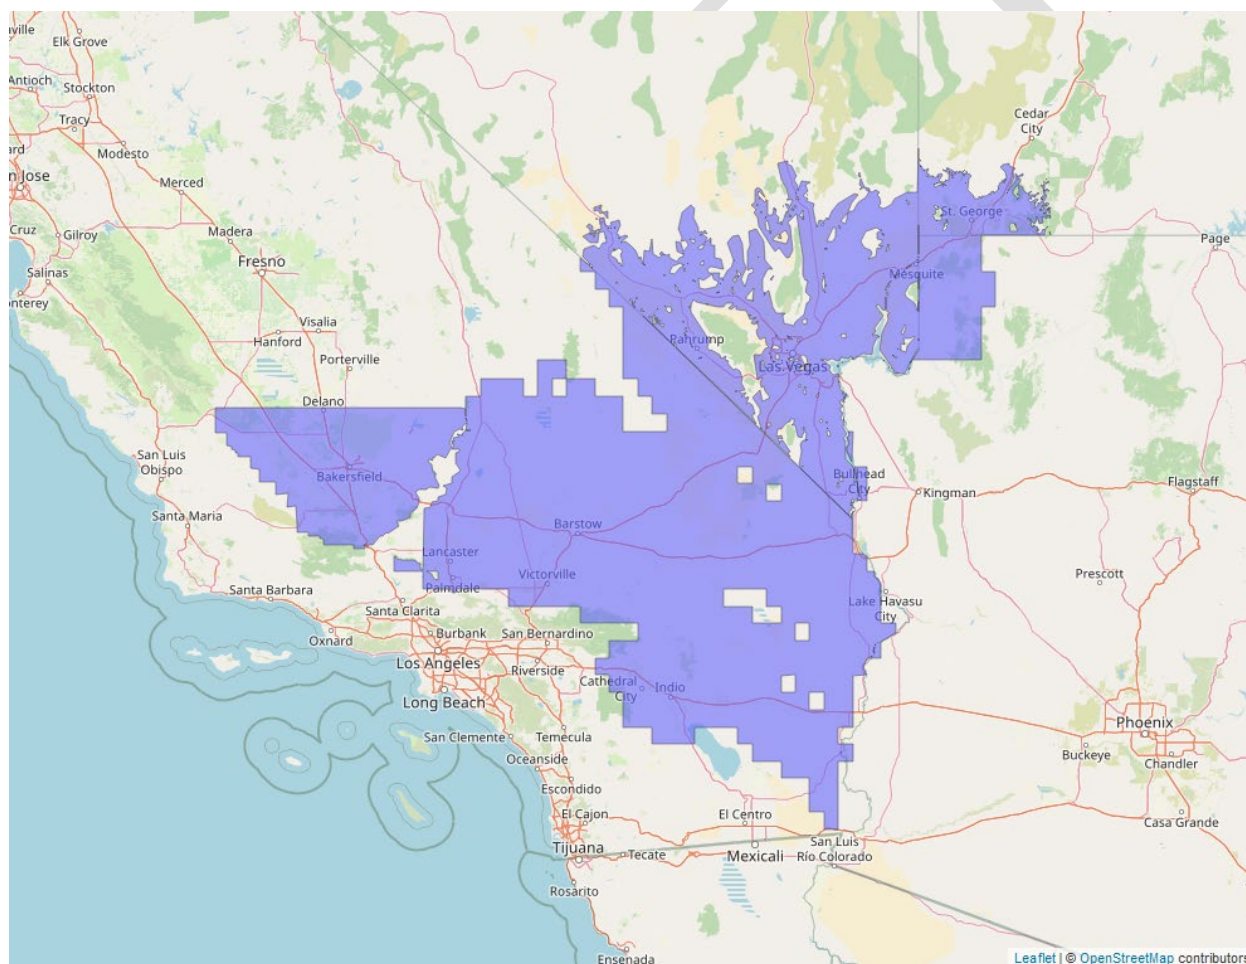 ville
Elk Grove
Antioch
Stockton
Tracy
Modesto
n Jose
Merced
Cruz
Gilroy
Madera
Fresno
Salinas
onterey
Visalia
Hanford
Porterville
Delano
San Luis
Obispo
Bakersfield
Santa Maria
Santa Barbara
Oxnard
Santa Clarita
Lancaster
Palmdale
Victorville
Barstow
Burbank
San Bernardino
Los Angeles
Riverside
Long Beach
Cathedral
City
Indio
San Clemente
Temecula
Oceanside
Escondido
El Cajon
El Centro
Tijuana
Tecate
Mexicali
San Luis
Río Colorado
Rosarito
Ensenada
Cedar
City
St. George
Mesquite
Page
Pahrump
Las Vegas
Bullhead
City
Kingman
Flagstaff
Prescott
Lake Havasu
City
Phoenix
Buckeye
Chandler
Casa Grande
Leaflet | © OpenStreetMap contributors